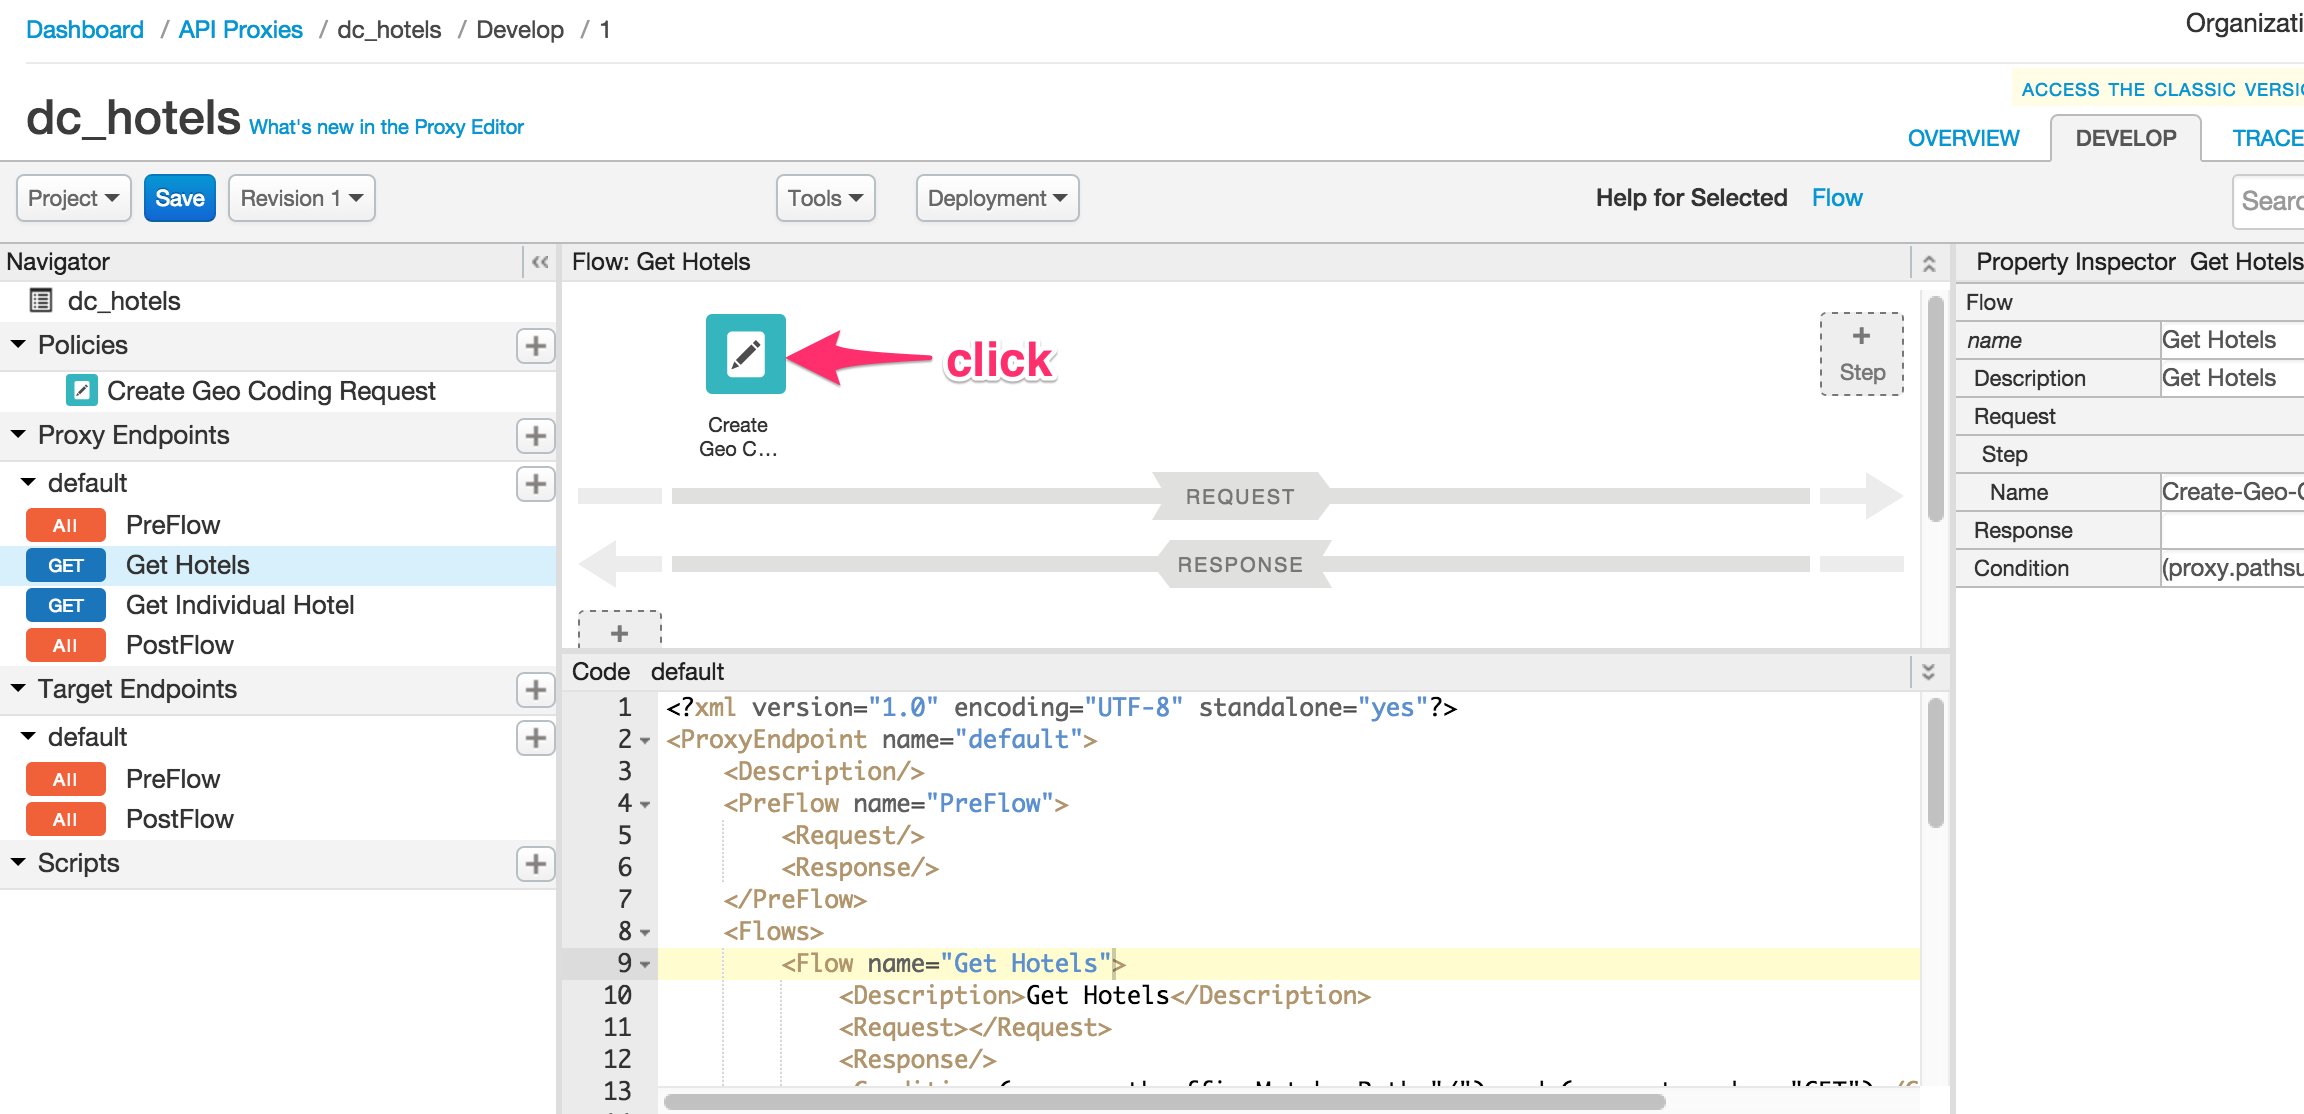 Dashboard / API Proxies / dc_hotels / Develop / 1
Organizati
ACCESS THE CLASSIC VERSI
dc_hotels What's new in the Proxy Editor
OVERVIEW DEVELOP TRACE
Project Save Revision 1 Tools Deployment Help for Selected Flow Searc
Navigator
dc_hotels
Policies
Create Geo Coding Request
Proxy Endpoints
default
All PreFlow
GET Get Hotels
GET Get Individual Hotel
All PostFlow
Target Endpoints
default
All PreFlow
All PostFlow
Scripts
Flow: Get Hotels
click
+
Step
Create
Geo C...
REQUEST
RESPONSE
+
Code default
1 <?xml version="1.0" encoding="UTF-8" standalone="yes"?>
2 <ProxyEndpoint name="default">
3 <Description/>
4 <PreFlow name="PreFlow">
5 <Request/>
6 <Response/>
7 </PreFlow>
8 <Flows>
9 <Flow name="Get Hotels">
10 <Description>Get Hotels</Description>
11 <Request></Request>
12 <Response/>
13
Property Inspector Get Hotels
Flow
name Get Hotels
Description Get Hotels
Request
Step
Name Create-Geo-C
Response
Condition (proxy.pathsu